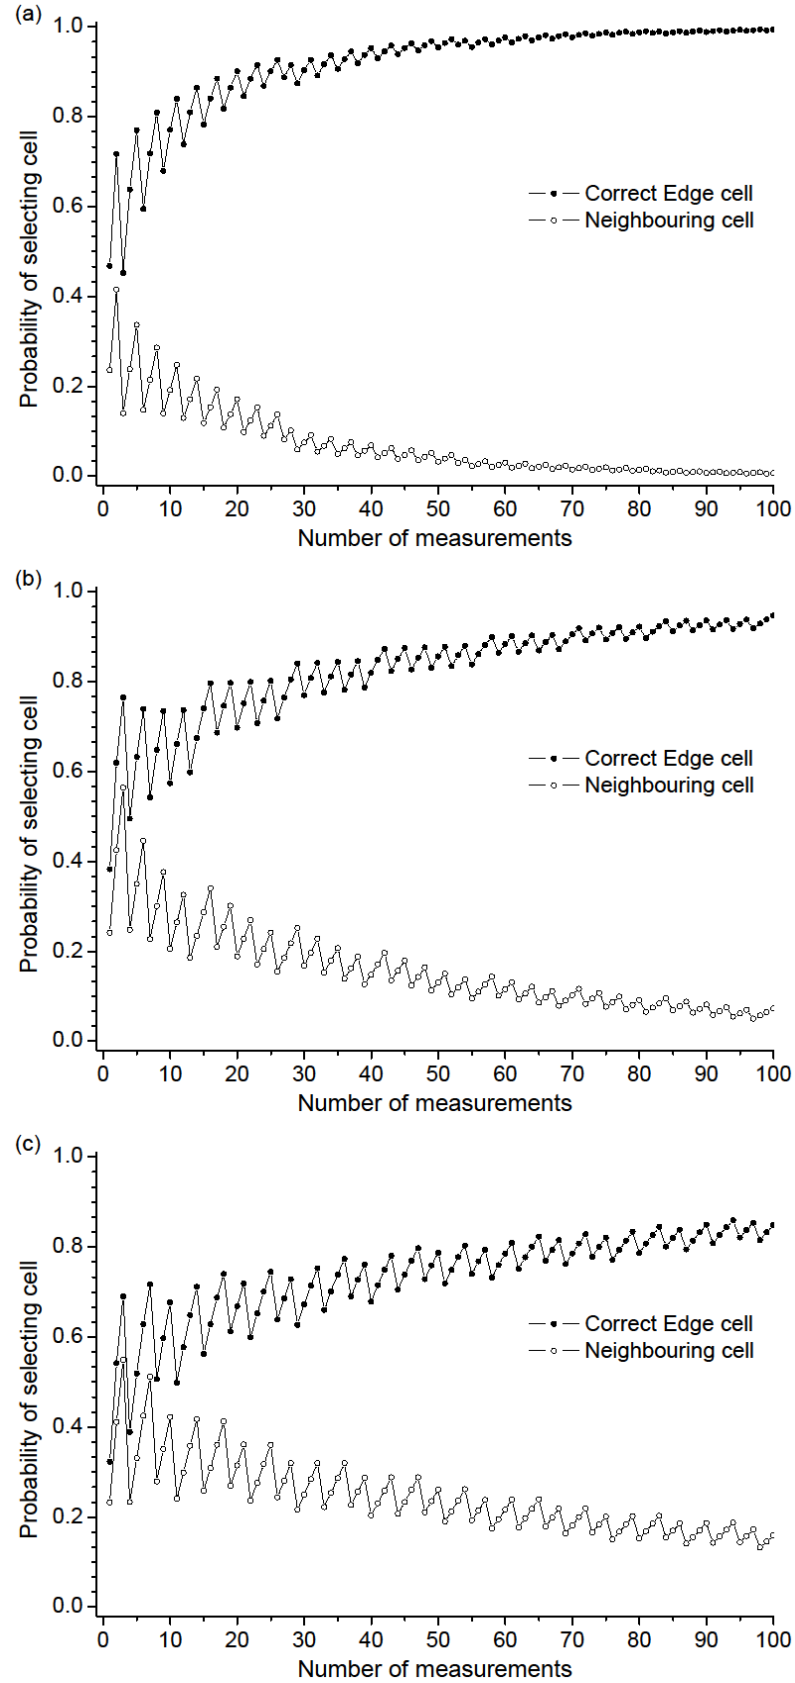 (a)
1.0
0.8
0.6
0.4
0.2
0.0
Probability of selecting cell
Correct Edge cell
Neighbouring cell
0 10 20 30 40 50 60 70 80 90 100
Number of measurements
(b)
1.0
0.8
0.6
0.4
0.2
0.0
Probability of selecting cell
Correct Edge cell
Neighbouring cell
0 10 20 30 40 50 60 70 80 90 100
Number of measurements
(c)
1.0
0.8
0.6
0.4
0.2
0.0
Probability of selecting cell
Correct Edge cell
Neighbouring cell
0 10 20 30 40 50 60 70 80 90 100
Number of measurements